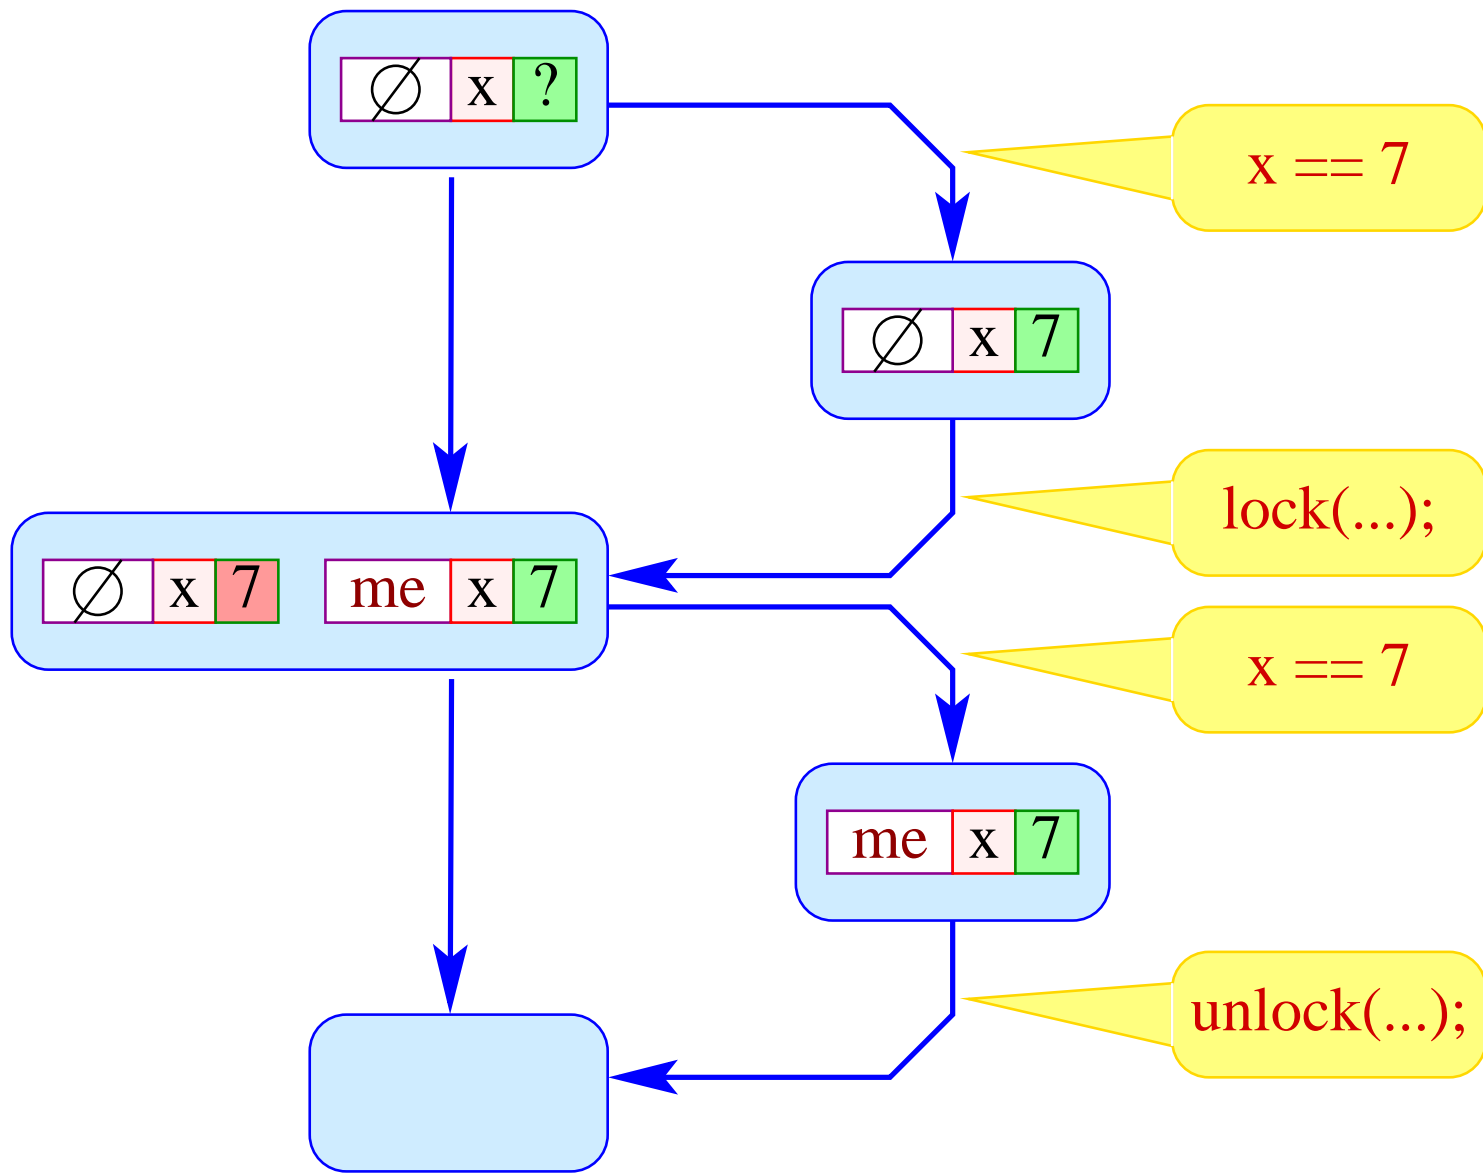 ∅ x ?
x == 7
∅ x 7
lock(...);
∅ x 7 me x 7
x == 7
me x 7
unlock(...);